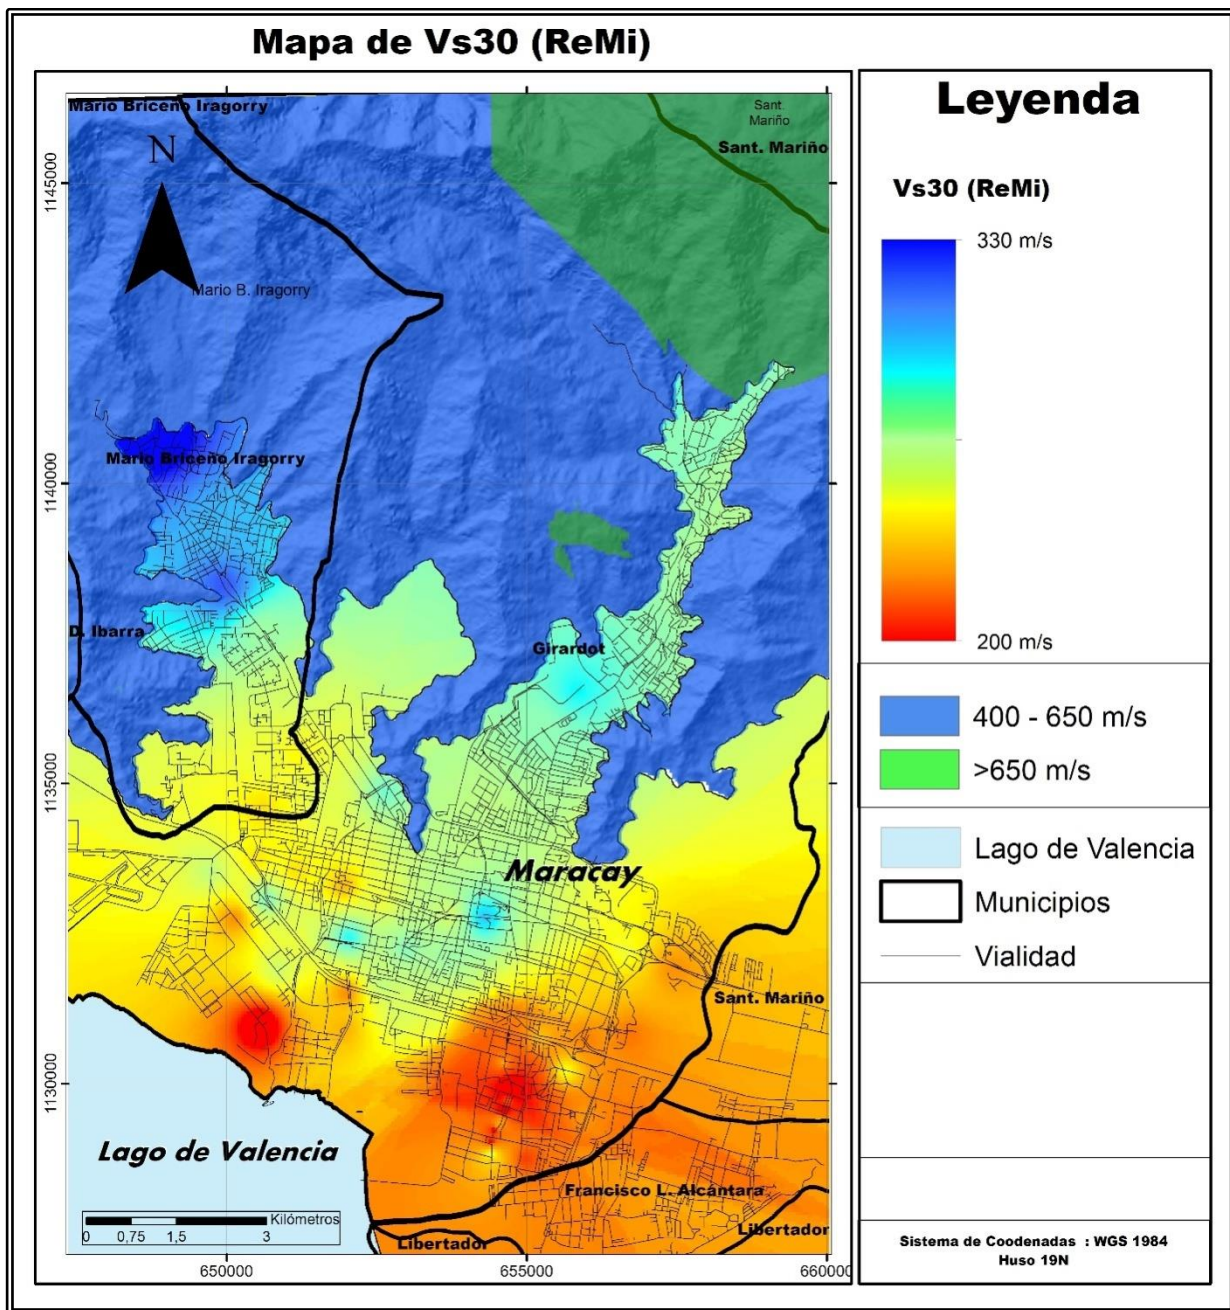 Mapa de Vs30 (ReMi)
Mario Briceño Iragorry
Sant.
Mariño
Sant. Mariño
N
1145000
Mario B. Iragorry
Mario Briceño Iragorry
1140000
D. Ibarra
Girardot
1135000
Maracay
Sant. Mariño
1130000
Lago de Valencia
Francisco L. Alcántara
Libertador
Libertador
Kilómetros
0 0,75 1,5 3
650000 655000 660000
Leyenda
Vs30 (ReMi)
330 m/s
200 m/s
400 - 650 m/s
>650 m/s
Lago de Valencia
Municipios
Vialidad
Sistema de Coodenadas : WGS 1984
Huso 19N